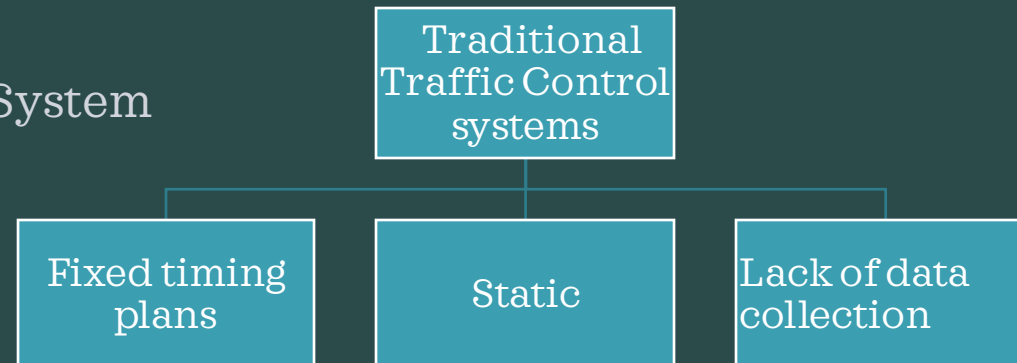 System
Traditional
Traffic Control
systems
Fixed timing
plans
Static
Lack of data
collection